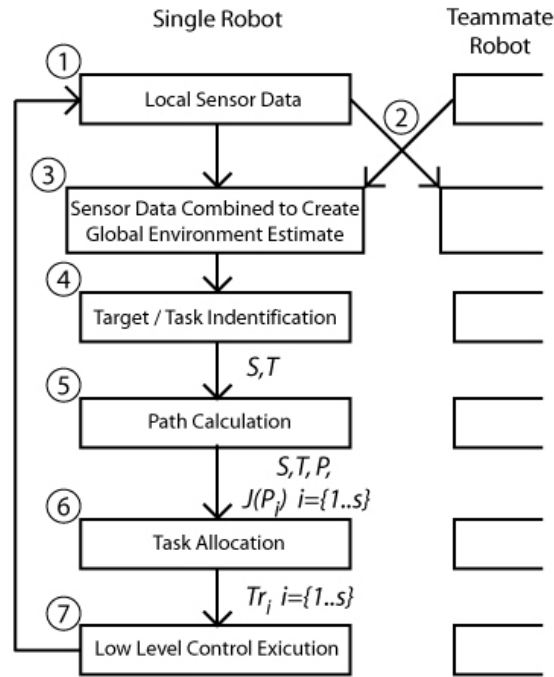 Single Robot
Teammate
Robot
1
Local Sensor Data
2
3
Sensor Data Combined to Create
Global Environment Estimate
4
Target / Task Indentification
S,T
5
Path Calculation
S,T, P,
J(Pi) i={1..s}
6
Task Allocation
Tri i={1..s}
7
Low Level Control Exicution